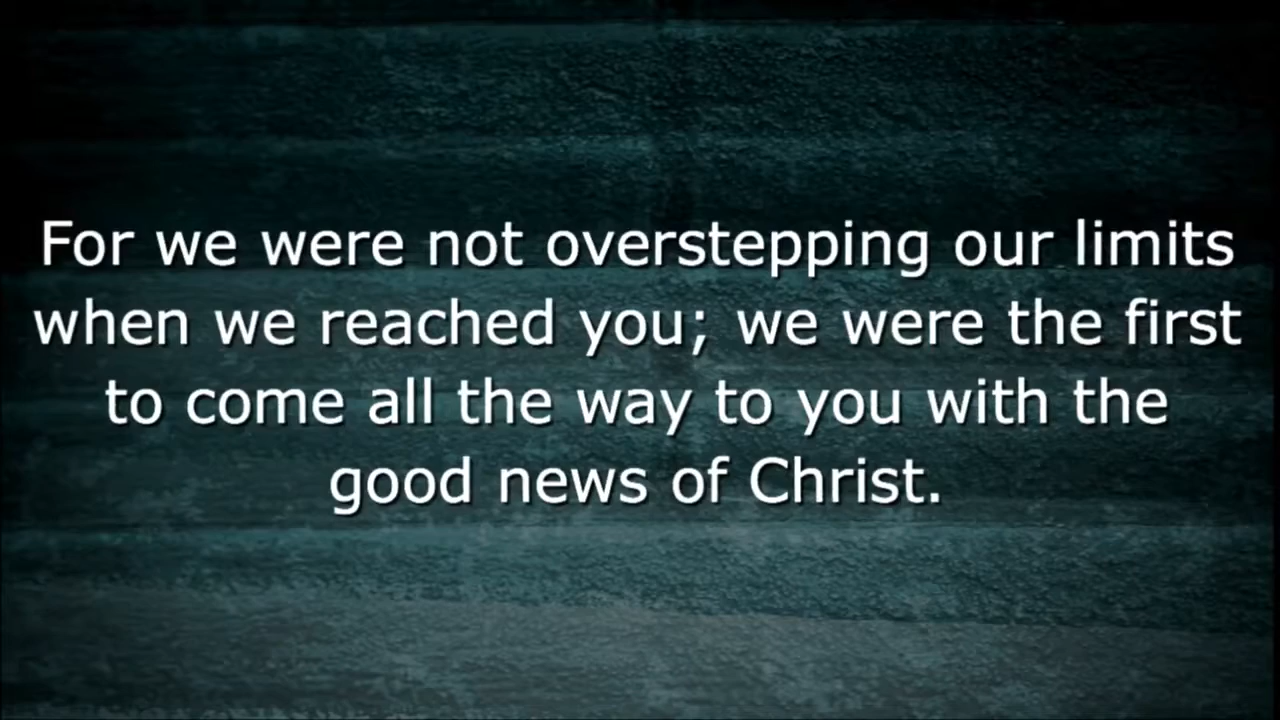 For we were not overstepping our limits
when we reached you; we were the first
to come all the way to you with the
good news of Christ.